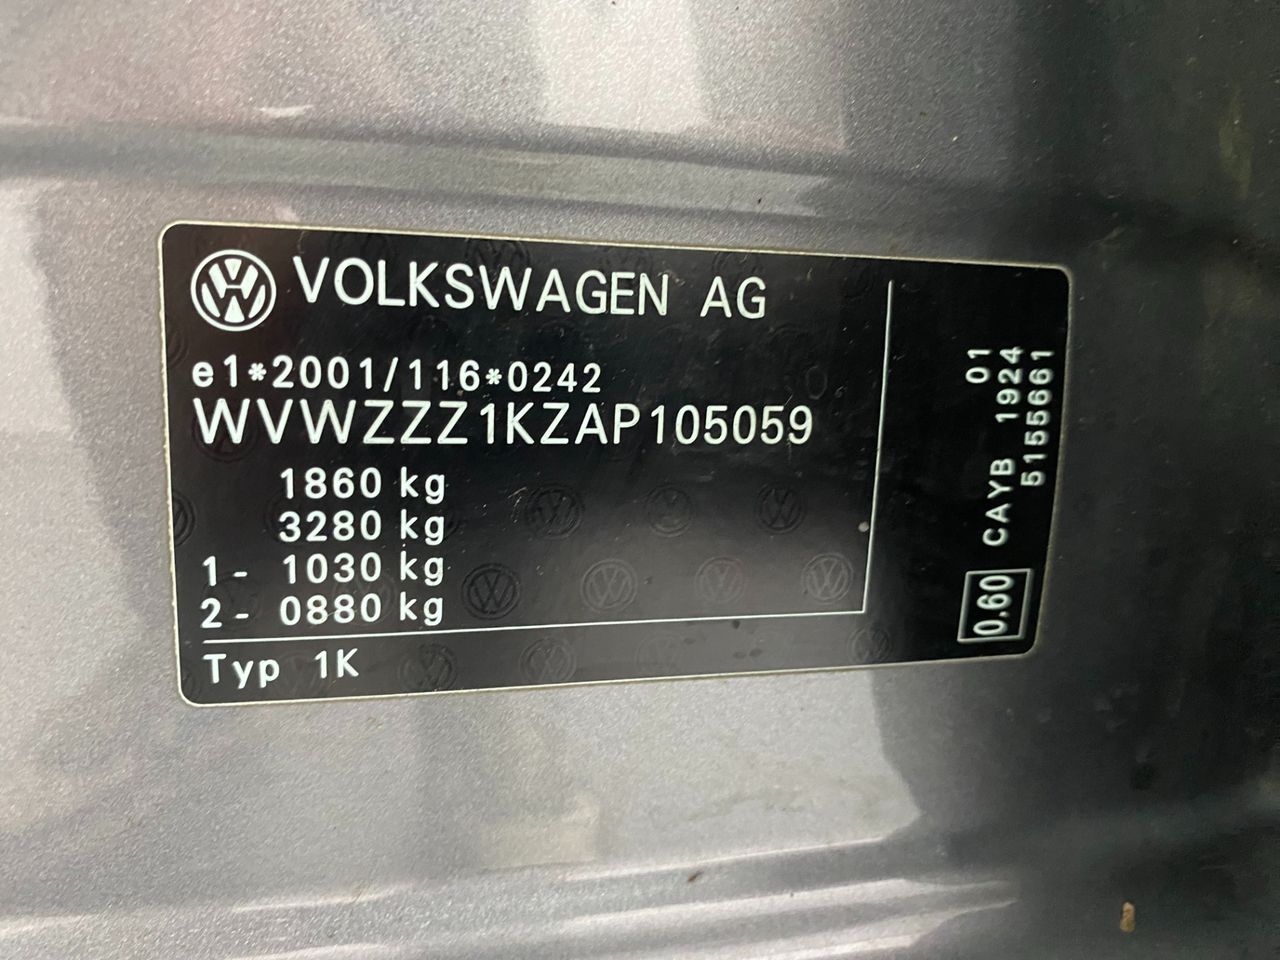 VOLKSWAGEN AG
e1*2001/116*0242
WVWZZZ1KZAP105059
1860 kg
3280 kg
1- 1030 kg
2- 0880 kg
Typ 1K
01
0.60 CAYB 1924
5155661